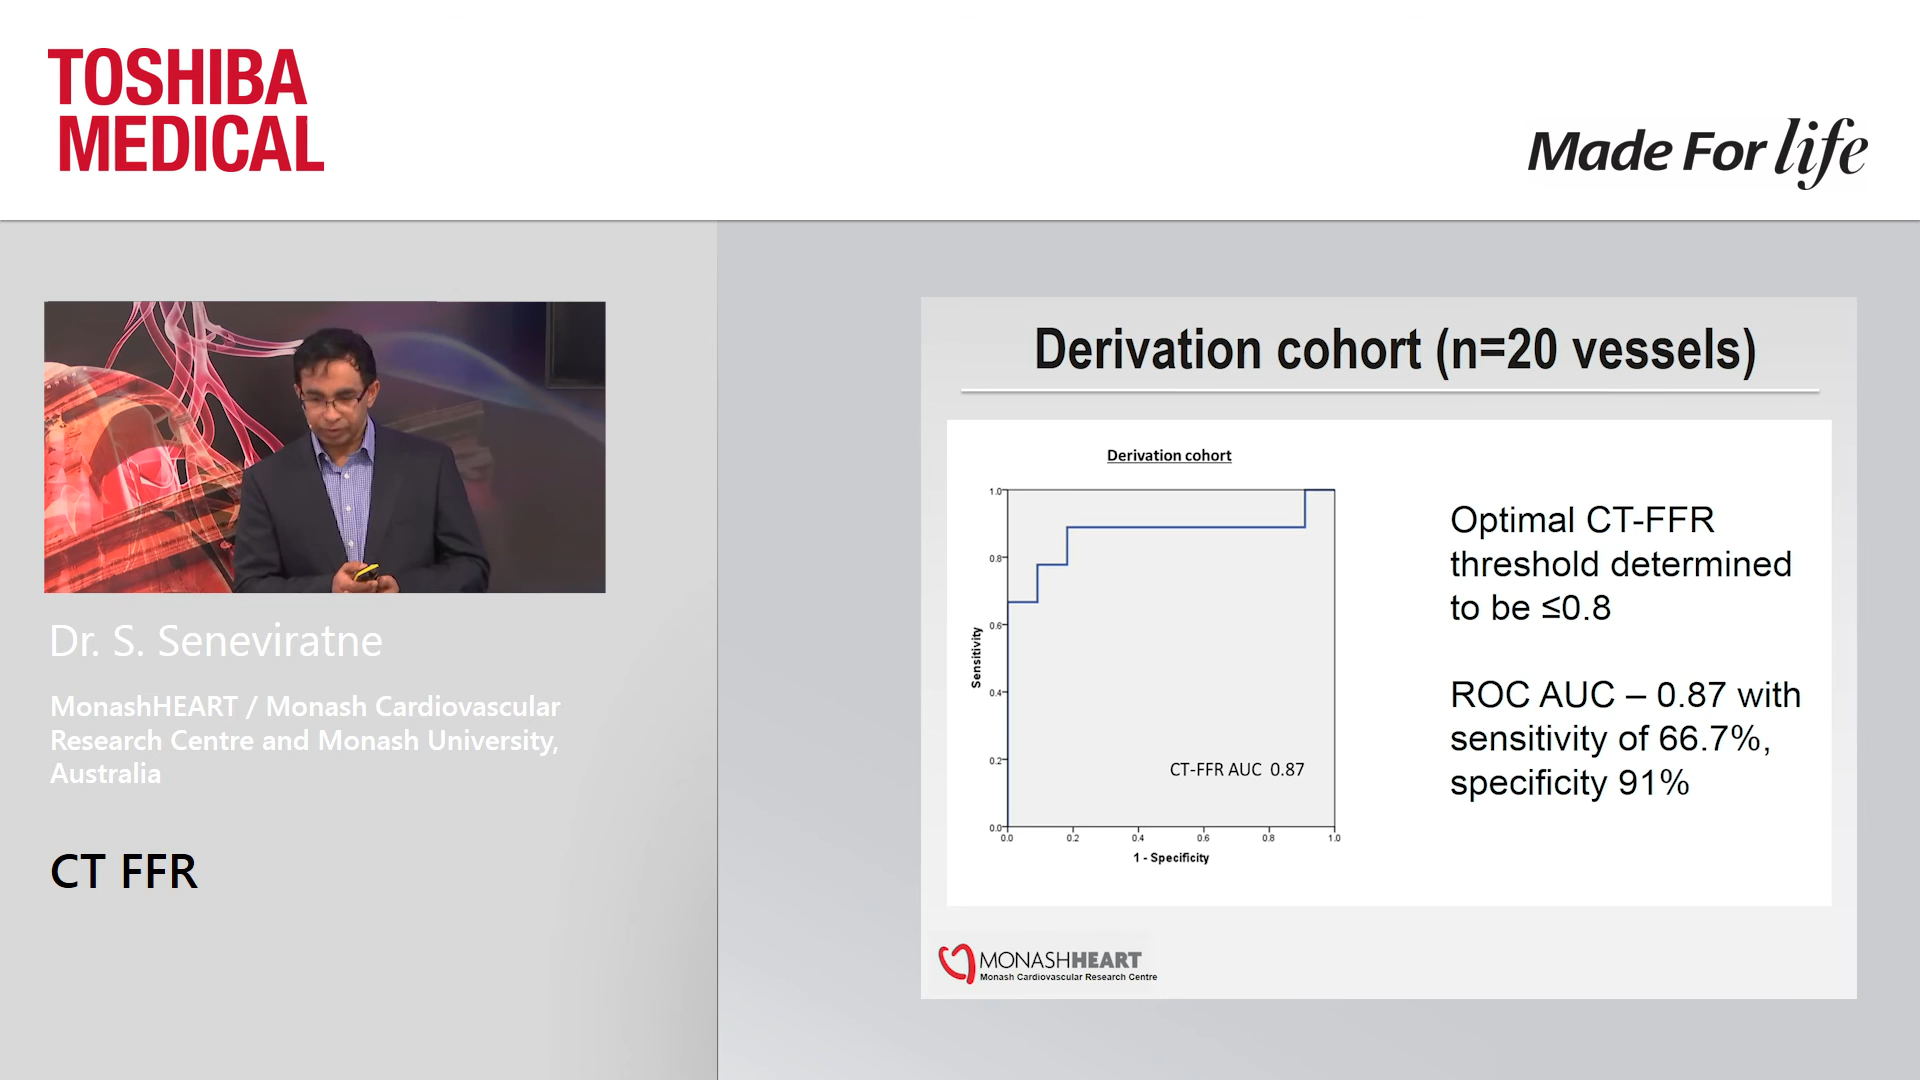 TOSHIBA
MEDICAL
Made For life
Dr. S. Seneviratne
MonashHEART / Monash Cardiovascular
Research Centre and Monash University,
Australia
CT FFR
Derivation cohort (n=20 vessels)
Derivation cohort
1.0
0.8
0.6
0.4
0.2
0.0
Sensitivity
0.0 0.2 0.4 0.6 0.8 1.0
1 - Specificity
CT-FFR AUC 0.87
Optimal CT-FFR
threshold determined
to be ≤0.8
ROC AUC – 0.87 with
sensitivity of 66.7%,
specificity 91%
MONASHHEART
Monash Cardiovascular Research Centre